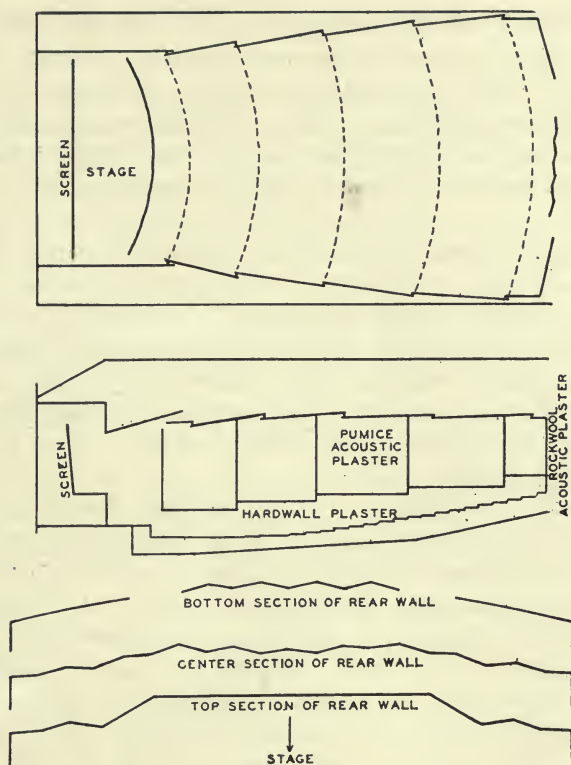 SCREEN
STAGE
SCREEN
PUMICE
ACOUSTIC
PLASTER
HARDWALL PLASTER
ROCKWOOL
ACOUSTIC PLASTER
BOTTOM SECTION OF REAR WALL
CENTER SECTION OF REAR WALL
TOP SECTION OF REAR WALL
STAGE